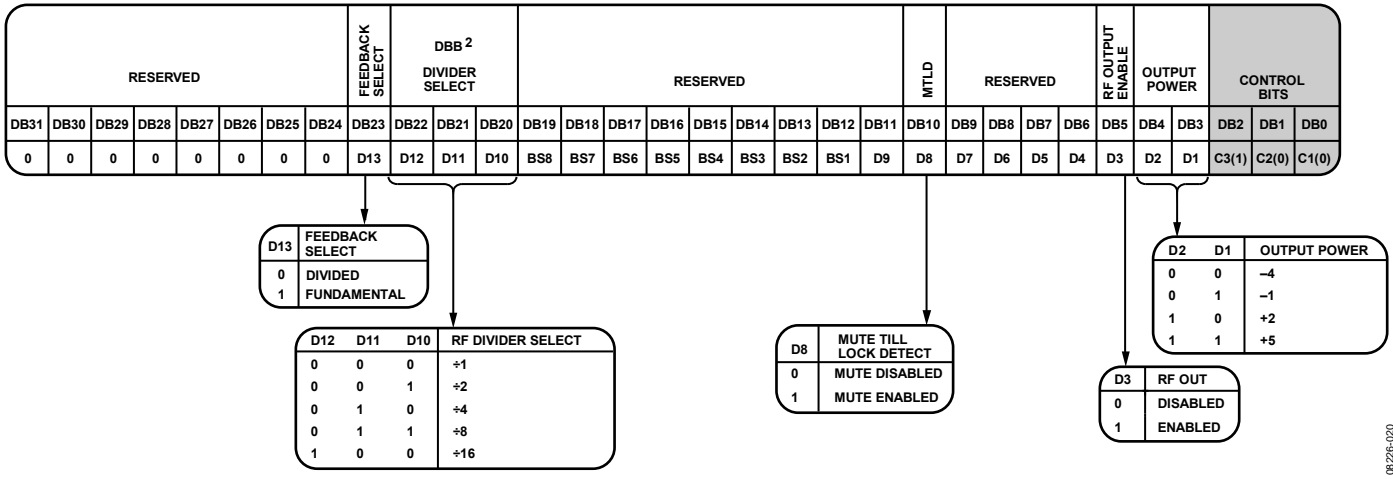 RESERVED
FEEDBACK
SELECT
DBB 2
DIVIDER
SELECT
RESERVED
MTLD
RESERVED
RF OUTPUT
ENABLE
OUTPUT
POWER
CONTROL
BITS
DB31 DB30 DB29 DB28 DB27 DB26 DB25 DB24 DB23 DB22 DB21 DB20 DB19 DB18 DB17 DB16 DB15 DB14 DB13 DB12 DB11 DB10 DB9 DB8 DB7 DB6 DB5 DB4 DB3 DB2 DB1 DB0
0 0 0 0 0 0 0 0 D13 D12 D11 D10 BS8 BS7 BS6 BS5 BS4 BS3 BS2 BS1 D9 D8 D7 D6 D5 D4 D3 D2 D1 C3(1) C2(0) C1(0)
D13 FEEDBACK
SELECT
0 DIVIDED
1 FUNDAMENTAL
D12 D11 D10 RF DIVIDER SELECT
0 0 0 ÷1
0 0 1 ÷2
0 1 0 ÷4
0 1 1 ÷8
1 0 0 ÷16
D8 MUTE TILL
LOCK DETECT
0 MUTE DISABLED
1 MUTE ENABLED
D2 D1 OUTPUT POWER
0 0 –4
0 1 –1
1 0 +2
1 1 +5
D3 RF OUT
0 DISABLED
1 ENABLED
08226-020